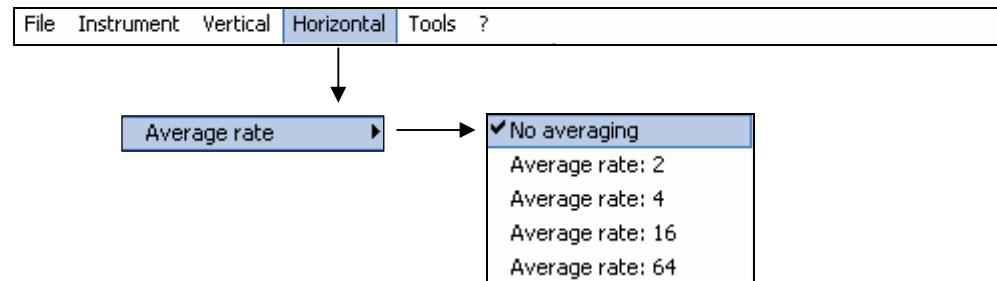 File Instrument Vertical Horizontal Tools ?
Average rate
No averaging
Average rate: 2
Average rate: 4
Average rate: 16
Average rate: 64